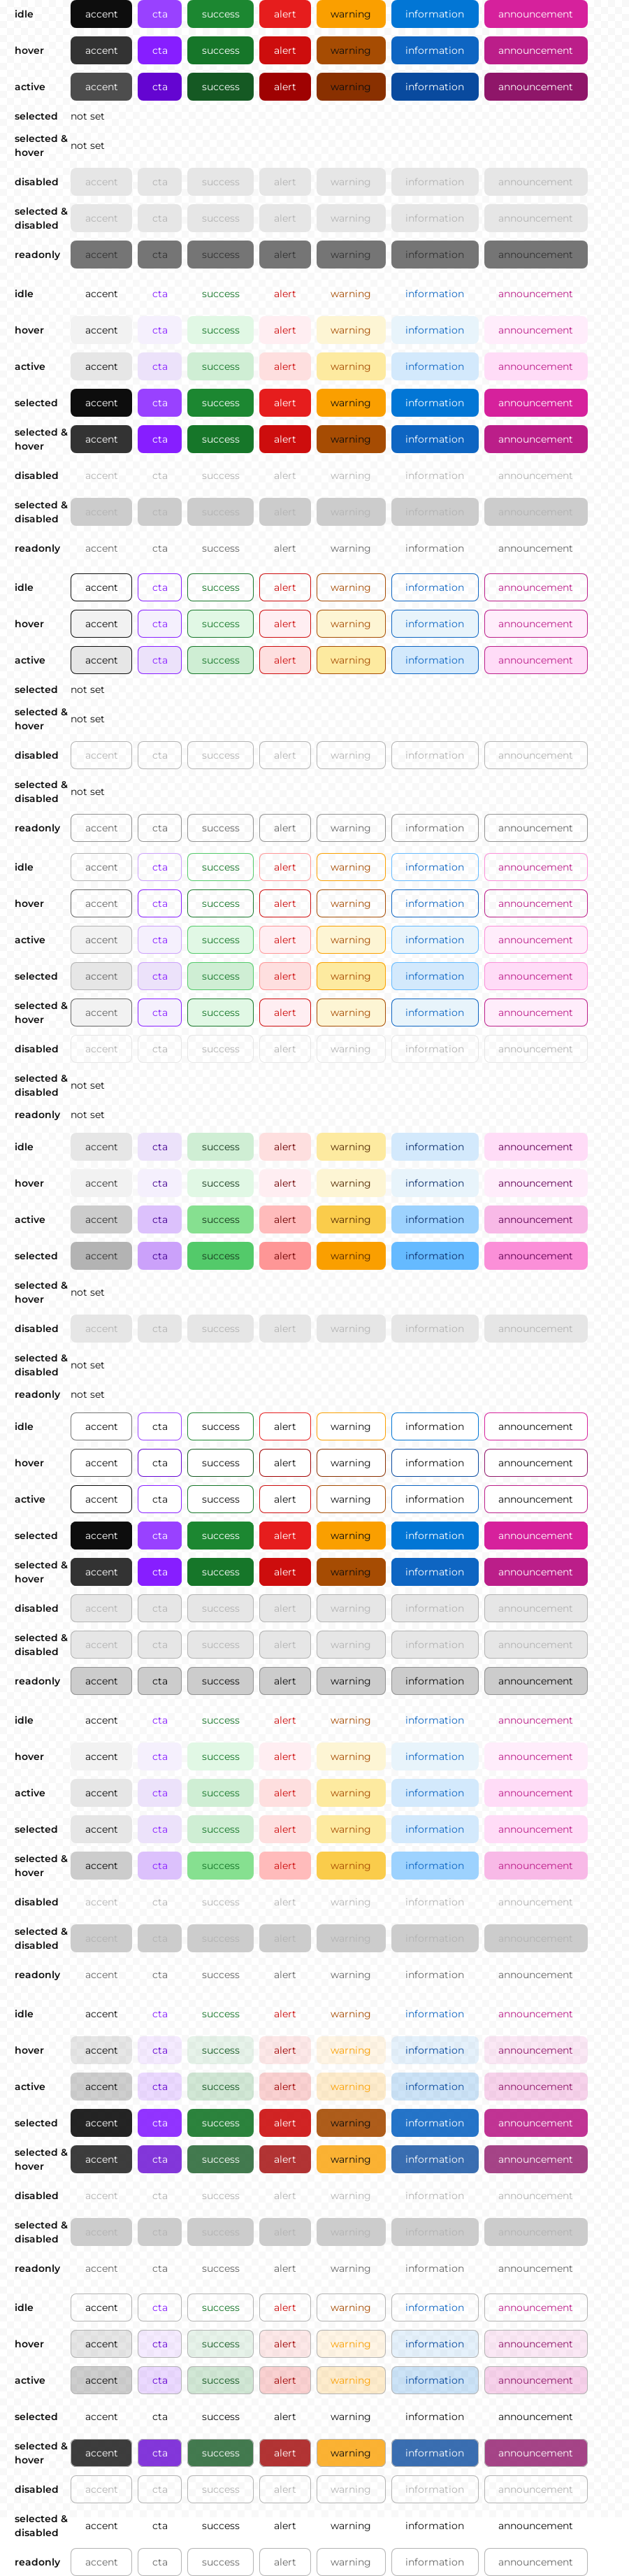 idle accent cta success alert warning information announcement
hover accent cta success alert warning information announcement
active accent cta success alert warning information announcement
selected not set
selected &
hover not set
disabled accent cta success alert warning information announcement
selected &
disabled accent cta success alert warning information announcement
readonly accent cta success alert warning information announcement
idle accent cta success alert warning information announcement
hover accent cta success alert warning information announcement
active accent cta success alert warning information announcement
selected accent cta success alert warning information announcement
selected &
hover accent cta success alert warning information announcement
disabled accent cta success alert warning information announcement
selected &
disabled accent cta success alert warning information announcement
readonly accent cta success alert warning information announcement
idle accent cta success alert warning information announcement
hover accent cta success alert warning information announcement
active accent cta success alert warning information announcement
selected not set
selected &
hover not set
disabled accent cta success alert warning information announcement
selected &
disabled not set
readonly accent cta success alert warning information announcement
idle accent cta success alert warning information announcement
hover accent cta success alert warning information announcement
active accent cta success alert warning information announcement
selected accent cta success alert warning information announcement
selected &
hover accent cta success alert warning information announcement
disabled accent cta success alert warning information announcement
selected &
disabled not set
readonly not set
idle accent cta success alert warning information announcement
hover accent cta success alert warning information announcement
active accent cta success alert warning information announcement
selected accent cta success alert warning information announcement
selected &
hover not set
disabled accent cta success alert warning information announcement
selected &
disabled not set
readonly not set
idle accent cta success alert warning information announcement
hover accent cta success alert warning information announcement
active accent cta success alert warning information announcement
selected accent cta success alert warning information announcement
selected &
hover accent cta success alert warning information announcement
disabled accent cta success alert warning information announcement
selected &
disabled accent cta success alert warning information announcement
readonly accent cta success alert warning information announcement
idle accent cta success alert warning information announcement
hover accent cta success alert warning information announcement
active accent cta success alert warning information announcement
selected accent cta success alert warning information announcement
selected &
hover accent cta success alert warning information announcement
disabled accent cta success alert warning information announcement
selected &
disabled accent cta success alert warning information announcement
readonly accent cta success alert warning information announcement
idle accent cta success alert warning information announcement
hover accent cta success alert warning information announcement
active accent cta success alert warning information announcement
selected accent cta success alert warning information announcement
selected &
hover accent cta success alert warning information announcement
disabled accent cta success alert warning information announcement
selected &
disabled accent cta success alert warning information announcement
readonly accent cta success alert warning information announcement
idle accent cta success alert warning information announcement
hover accent cta success alert warning information announcement
active accent cta success alert warning information announcement
selected accent cta success alert warning information announcement
selected &
hover accent cta success alert warning information announcement
disabled accent cta success alert warning information announcement
selected &
disabled accent cta success alert warning information announcement
readonly accent cta success alert warning information announcement